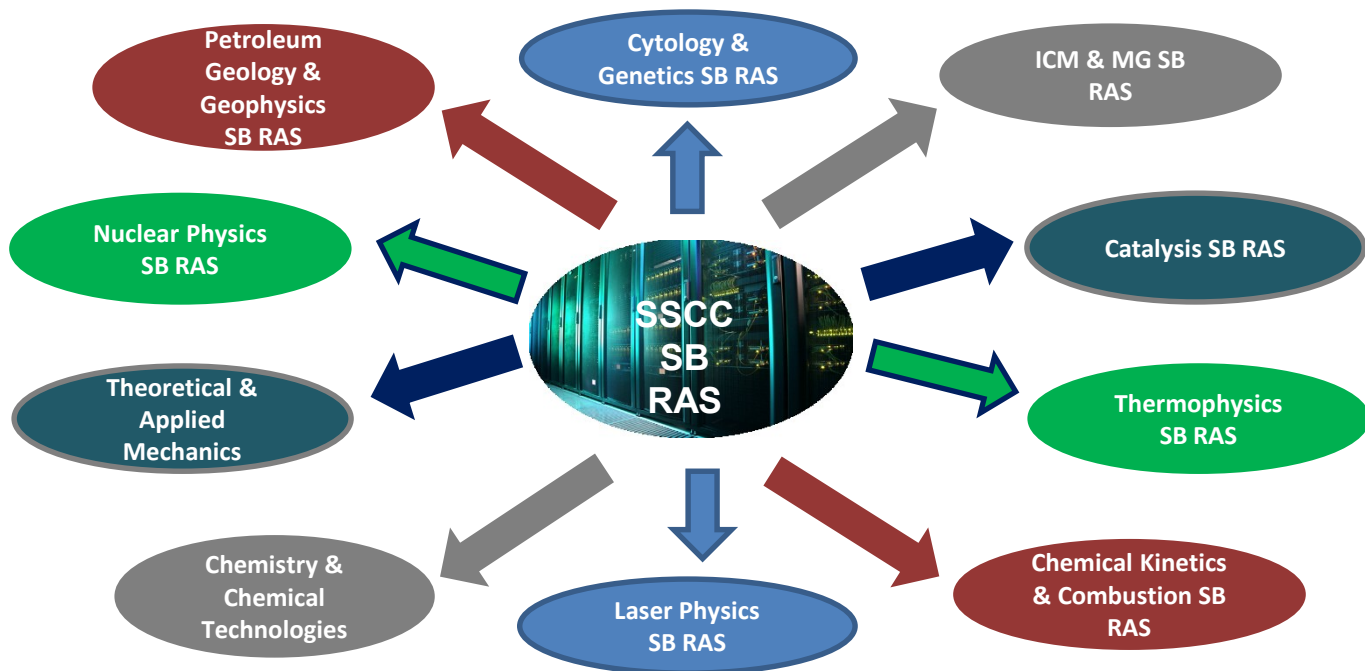 Petroleum
Geology &
Geophysics
SB RAS
Cytology &
Genetics SB RAS
ICM & MG SB
RAS
Nuclear Physics
SB RAS
Catalysis SB RAS
SSCC
SB
RAS
Theoretical &
Applied
Mechanics
Thermophysics
SB RAS
Chemistry &
Chemical
Technologies
Laser Physics
SB RAS
Chemical Kinetics
& Combustion SB
RAS